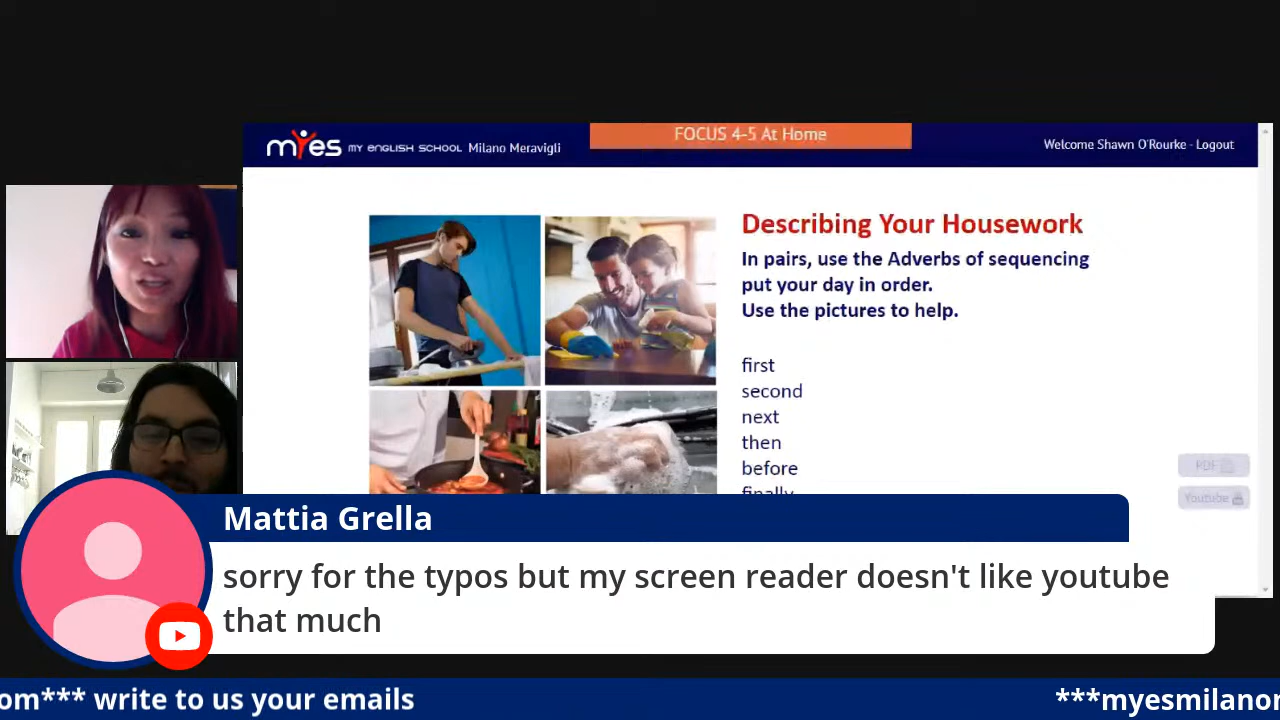 FOCUS 4-5 At Home
myes MY ENGLISH SCHOOL Milano Meravigli
Welcome Shawn O'Rourke - Logout
Describing Your Housework
In pairs, use the Adverbs of sequencing
put your day in order.
Use the pictures to help.
first
second
next
then
before
finally
PDF
Youtube
Mattia Grella
sorry for the typos but my screen reader doesn't like youtube
that much
om*** write to us your emails
***myesmilanor